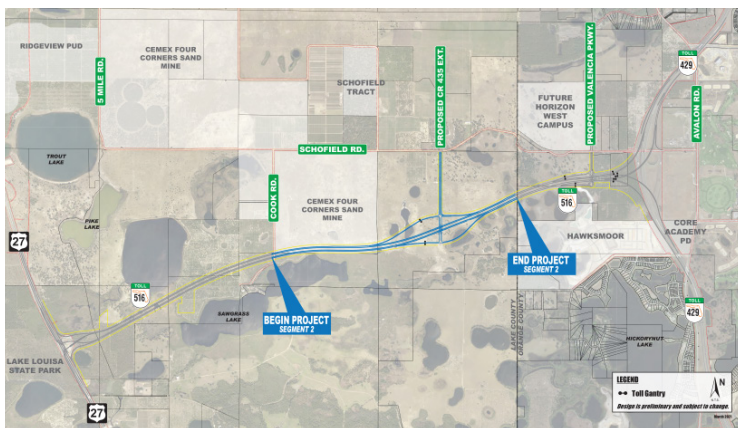 RIDGEVIEW PUD
5 MILE RD.
CEMEX FOUR
CORNERS SAND
MINE
SCHOFIELD
TRACT
PROPOSED CR 435 EXT.
FUTURE
HORIZON
WEST
CAMPUS
PROPOSED VALENCIA PKWY.
TOLL
429
AVALON RD.
TROUT
LAKE
SCHOFIELD RD.
COOK RD.
CEMEX FOUR
CORNERS SAND
MINE
PIKE
LAKE
27
TOLL
516
HAWKSMOOR
CORE
ACADEMY
PD
END PROJECT
SEGMENT 2
TOLL
516
BEGIN PROJECT
SEGMENT 2
SAWGRASS
LAKE
LAKE COUNTY
ORANGE COUNTY
TOLL
429
HICKORYNUT
LAKE
LAKE LOUISA
STATE PARK
27
LEGEND
Toll Gantry
N
Design is preliminary and subject to change.